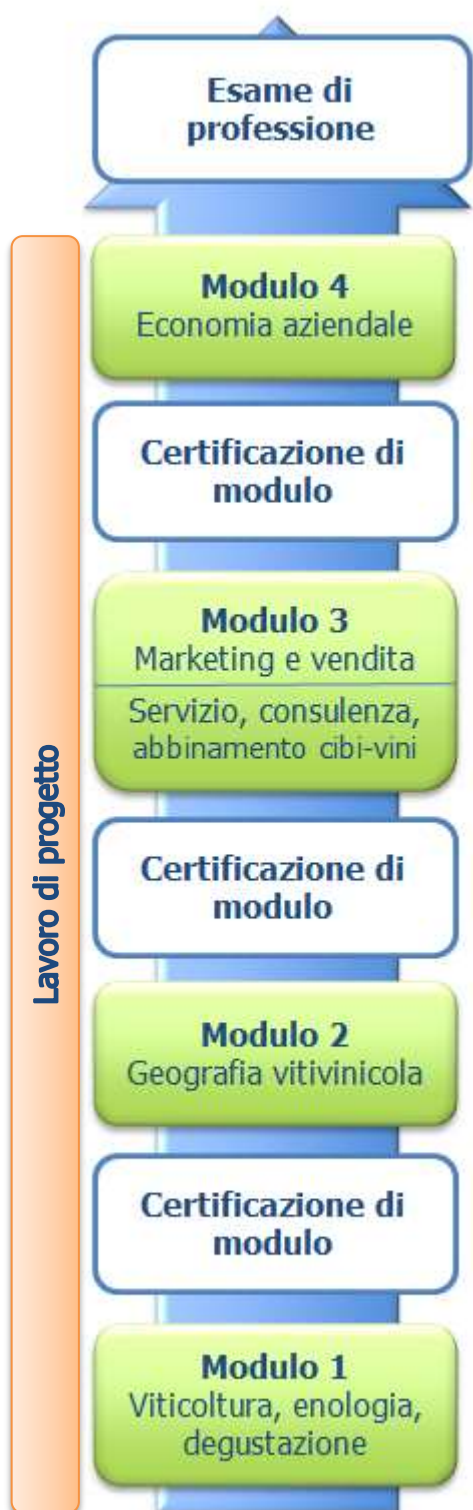 Esame di
professione
Modulo 4
Economia aziendale
Certificazione di
modulo
Modulo 3
Marketing e vendita
Servizio, consulenza,
abbinamento cibi-vini
Certificazione di
modulo
Modulo 2
Geografia vitivinicola
Certificazione di
modulo
Modulo 1
Viticoltura, enologia,
degustazione
Lavoro di progetto